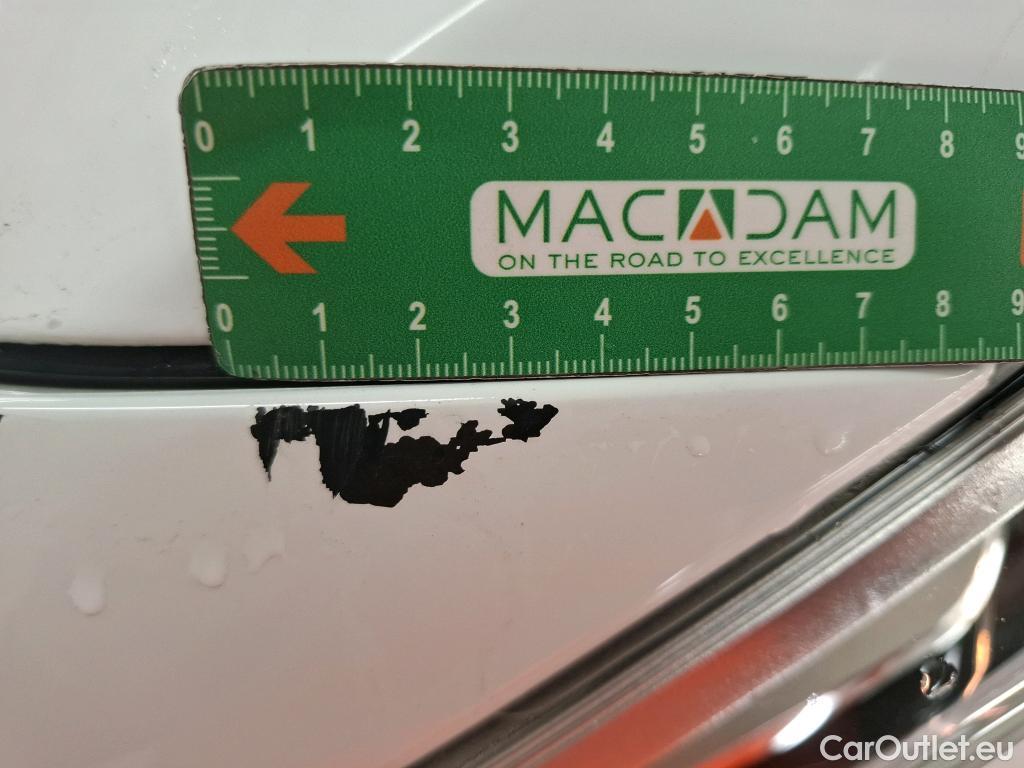 0 1 2 3 4 5 6 7 8 9
MACADAM
ON THE ROAD TO EXCELLENCE
0 1 2 3 4 5 6 7 8 9
CarOutlet.eu